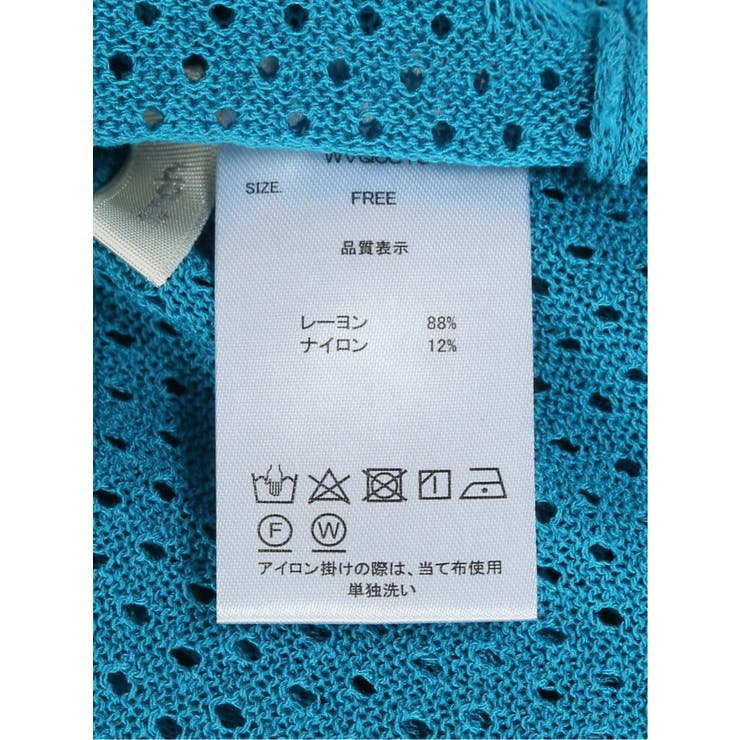 SIZE. FREE
品質表示
レーヨン 88%
ナイロン 12%
F W
アイロン掛けの際は、当て布使用
単独洗い